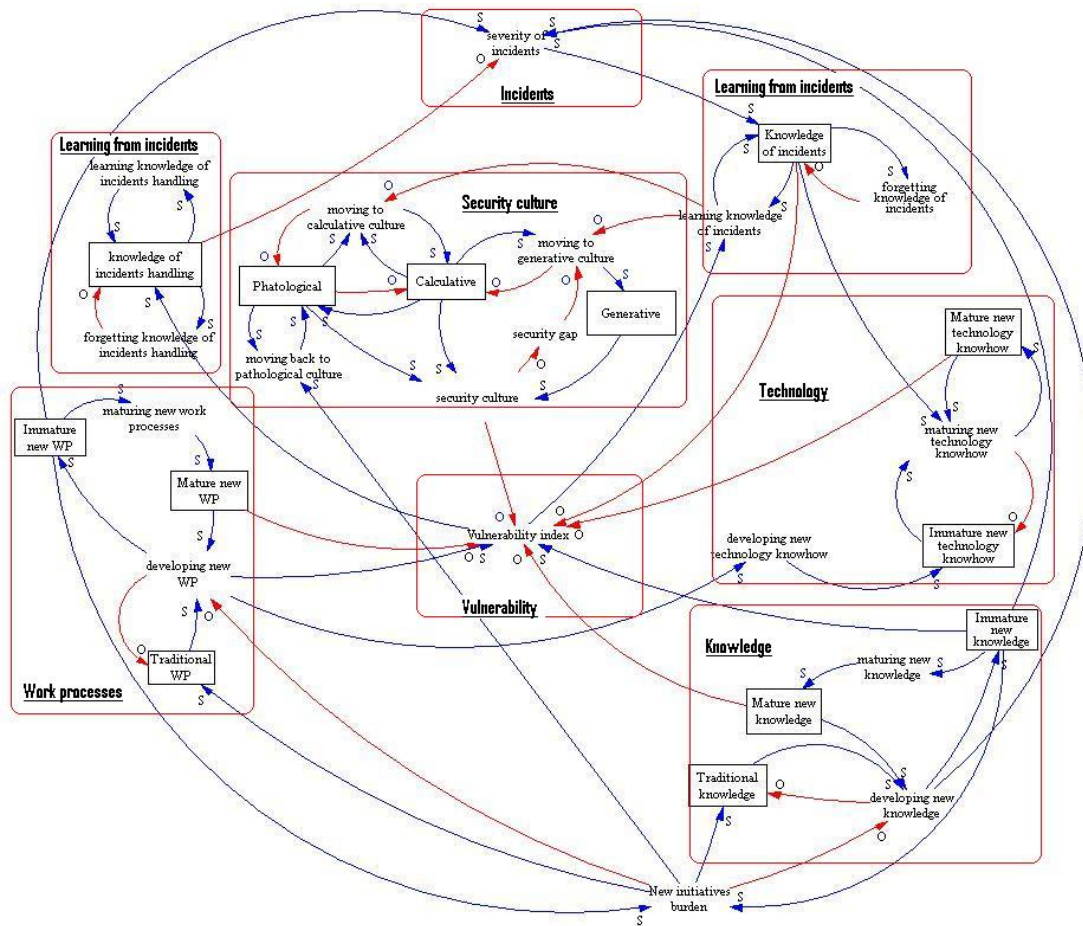 severity of
incidents
Incidents
Learning from incidents
Knowledge
of incidents
forgetting
knowledge of
incidents
learning knowledge
of incidents
Learning from incidents
learning knowledge of
incidents handling
knowledge of
incidents handling
forgetting knowledge of
incidents handling
Security culture
moving to
calculative culture
moving to
generative culture
Phatological
Calculative
Generative
security gap
moving back to
pathological culture
security culture
Mature new
technology
knowhow
Technology
maturing new
technology
knowhow
Immature new
technology
knowhow
developing new
technology knowhow
Immature
new WP
maturing new work
processes
Mature new
WP
developing new
WP
Traditional
WP
Work processes
Vulnerability index
Vulnerability
Knowledge
Immature
new
knowledge
maturing new
knowledge
Mature new
knowledge
Traditional
knowledge
developing new
knowledge
New initiatives
burden
S
S
S
S
O
S
S
O
S
S
S
S
S
O
S
S
O
O
O
O
S
S
S
S
O
O
O
S
S
S
S
S
S
S
O
S
S
S
S
S
O
S
S
S
S
S
O
O
S
O
O
O
O
S
O
S
S
S
S
S
S
S
S
O
O
S
S
S